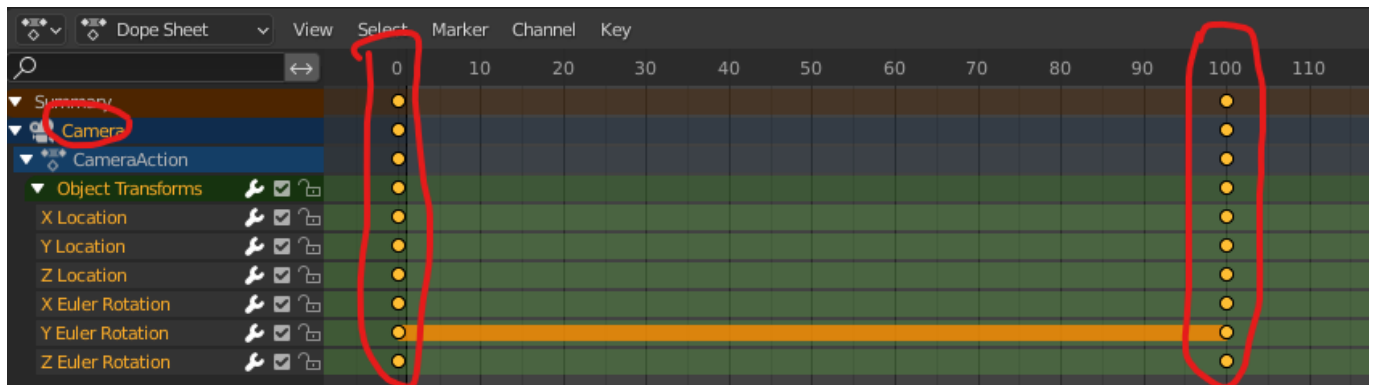 Dope Sheet View Select Marker Channel Key
0 10 20 30 40 50 60 70 80 90 100 110
Summary
Camera
CameraAction
Object Transforms
X Location
Y Location
Z Location
X Euler Rotation
Y Euler Rotation
Z Euler Rotation